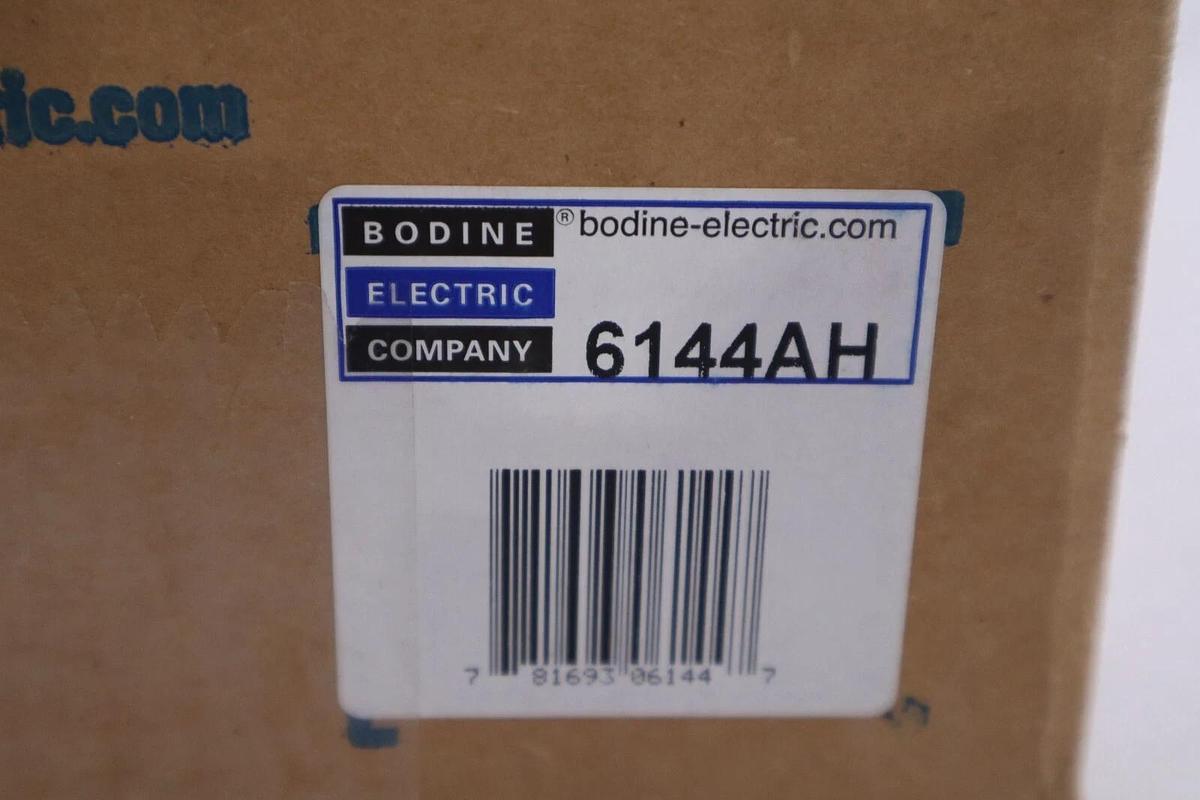 ric.com
BODINE ® bodine-electric.com
ELECTRIC
COMPANY 6144AH
7 81693 06144 7